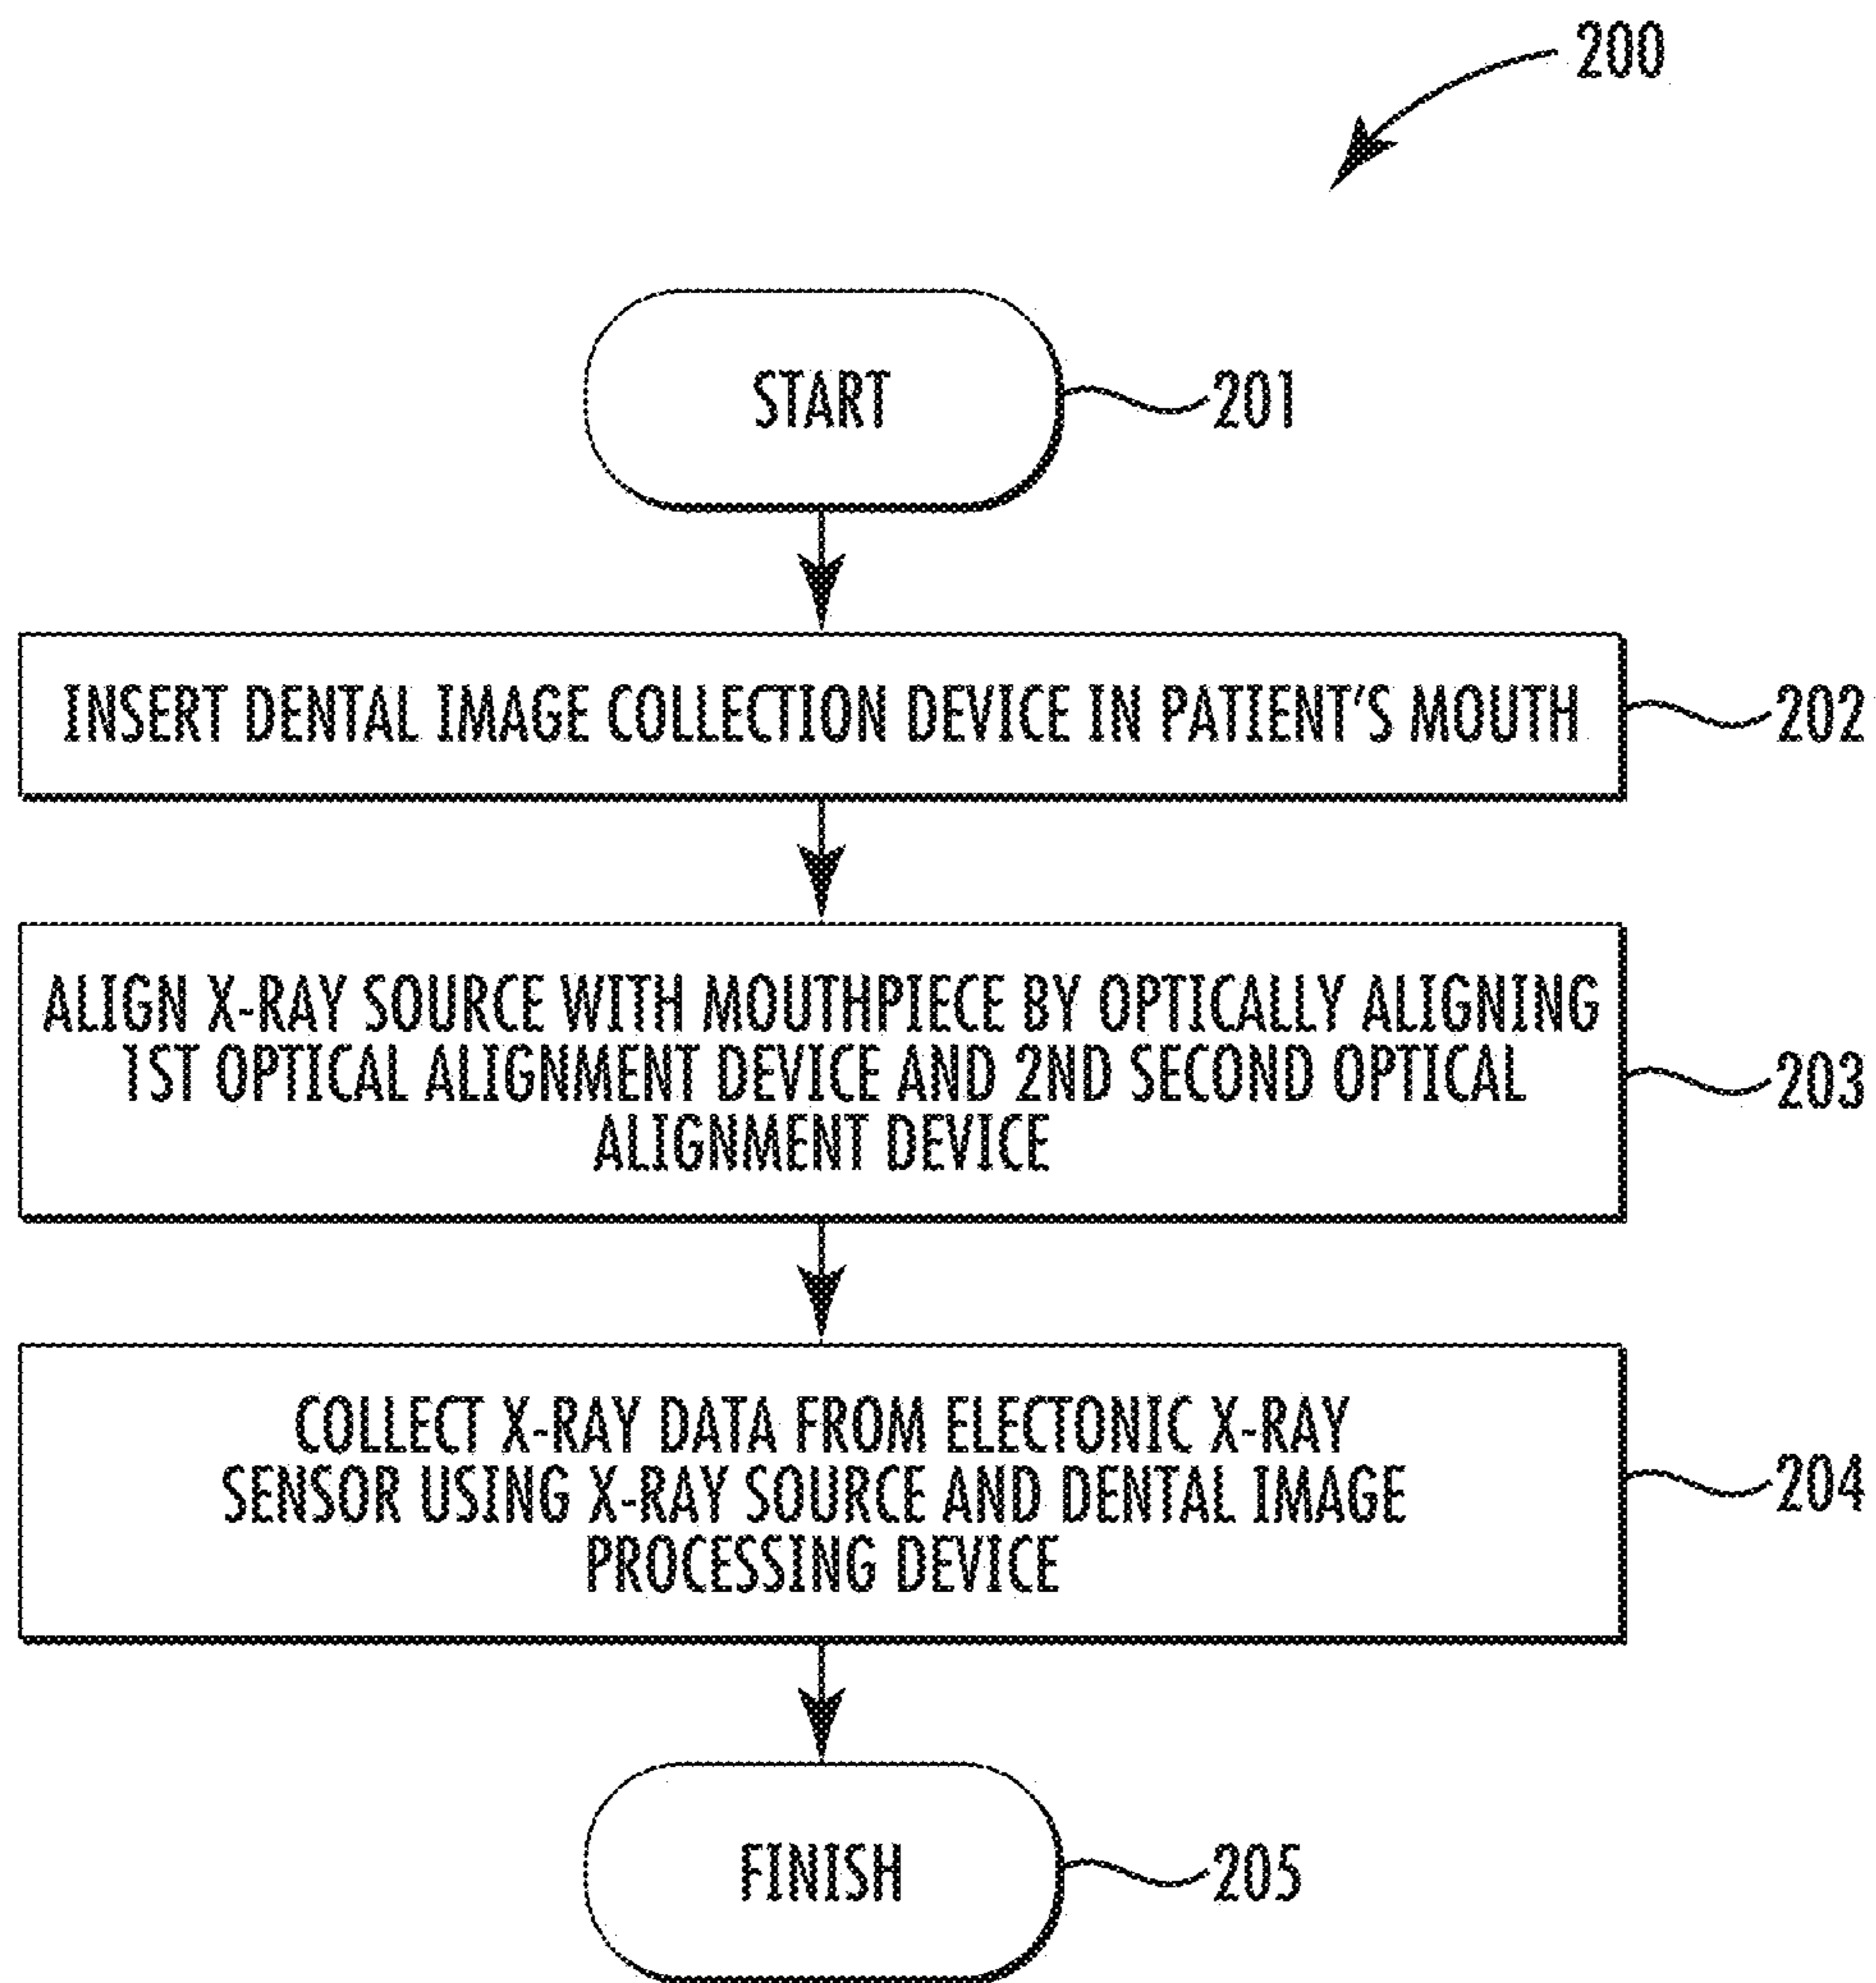 200
START
201
INSERT DENTAL IMAGE COLLECTION DEVICE IN PATIENT'S MOUTH
202
ALIGN X-RAY SOURCE WITH MOUTHPIECE BY OPTICALLY ALIGNING
1ST OPTICAL ALIGNMENT DEVICE AND 2ND SECOND OPTICAL
ALIGNMENT DEVICE
203
COLLECT X-RAY DATA FROM ELECTONIC X-RAY
SENSOR USING X-RAY SOURCE AND DENTAL IMAGE
PROCESSING DEVICE
204
FINISH
205